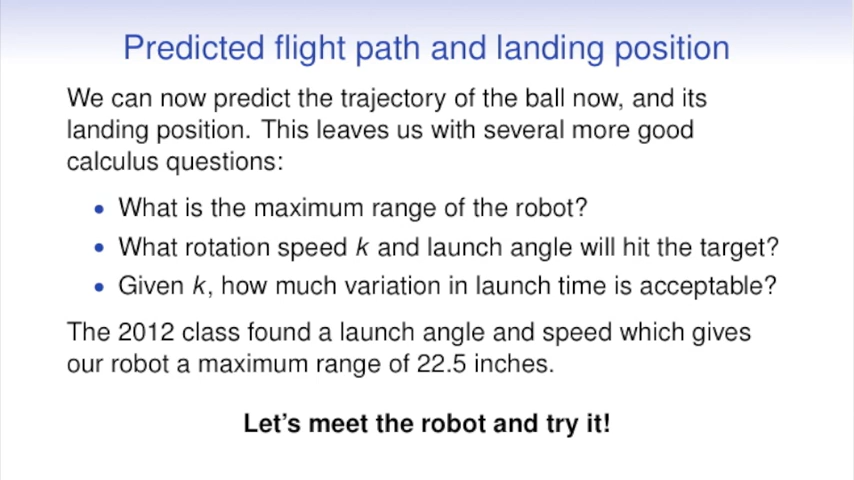 Predicted flight path and landing position
We can now predict the trajectory of the ball now, and its
landing position. This leaves us with several more good
calculus questions:
• What is the maximum range of the robot?
• What rotation speed k and launch angle will hit the target?
• Given k, how much variation in launch time is acceptable?
The 2012 class found a launch angle and speed which gives
our robot a maximum range of 22.5 inches.
Let's meet the robot and try it!